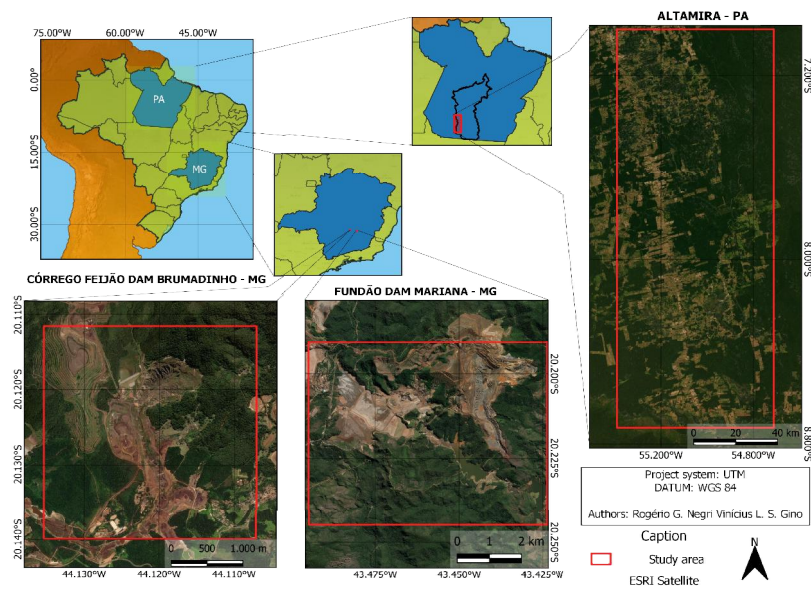 75.00°W 60.00°W 45.00°W
0.00°
15.00°S
30.00°S
PA
MG
ALTAMIRA - PA
7.200°S
8.000°S
8.800°S
0 20 40 km
55.200°W 54.800°W
CÓRREGO FEIJÃO DAM BRUMADINHO - MG
20.110°S
20.120°S
20.130°S
20.140°S
0 500 1.000 m
44.130°W 44.120°W 44.110°W
FUNDÃO DAM MARIANA - MG
20.200°S
20.225°S
20.250°S
0 1 2 km
43.475°W 43.450°W 43.425°W
Project system: UTM
DATUM: WGS 84
Authors: Rogério G. Negri Vinícius L. S. Gino
Caption
Study area
ESRI Satellite
N